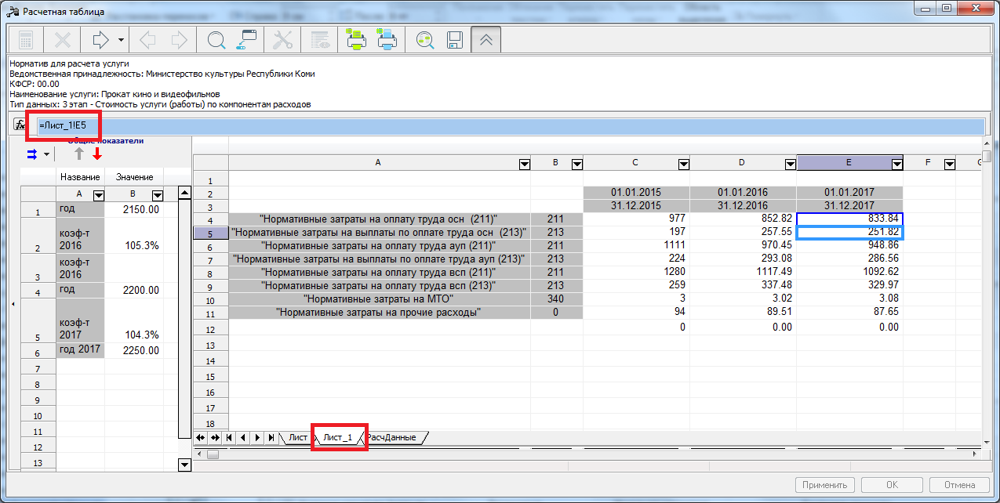 Расчетная таблица
Норматив для расчета услуги
Ведомственная принадлежность: Министерство культуры Республики Коми
КФСР: 00.00
Наименование услуги: Прокат кино и видеофильмов
Тип данных: 3 этап - Стоимость услуги (работы) по компонентам расходов
fx =Лист_1!E5
Общие показатели
Название Значение
A B
1 год 2150.00
2 коэф-т 2016 105.3%
3 коэф-т 2016
4 год 2200.00
5 коэф-т 2017 104.3%
6 год 2017 2250.00
7
8
9
10
11
12
13
A B C D E F
1
2 01.01.2015 01.01.2016 01.01.2017
3 31.12.2015 31.12.2016 31.12.2017
4 "Нормативные затраты на оплату труда осн (211)" 211 977 852.82 833.84
5 "Нормативные затраты на выплаты по оплате труда осн (213)" 213 197 257.55 251.82
6 "Нормативные затраты на оплату труда ауп (211)" 211 1111 970.45 948.86
7 "Нормативные затраты на выплаты по оплате труда ауп (213)" 213 224 293.08 286.56
8 "Нормативные затраты на оплату труда всп (211)" 211 1280 1117.49 1092.62
9 "Нормативные затраты на оплату труда всп (213)" 213 259 337.48 329.97
10 "Нормативные затраты на МТО" 340 3 3.02 3.08
11 "Нормативные затраты на прочие расходы" 0 94 89.51 87.65
12 0 0.00 0.00
13
14
15
16
17
18
Лист Лист_1 РасчДанные
Применить OK Отмена